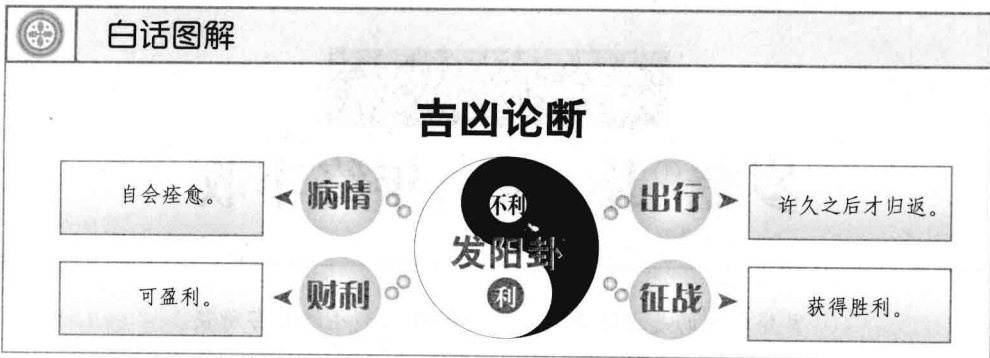 白话图解
吉凶论断
自会痊愈。
病情
不利
出行
许久之后才归返。
发阳卦
可盈利。
财利
利
征战
获得胜利。